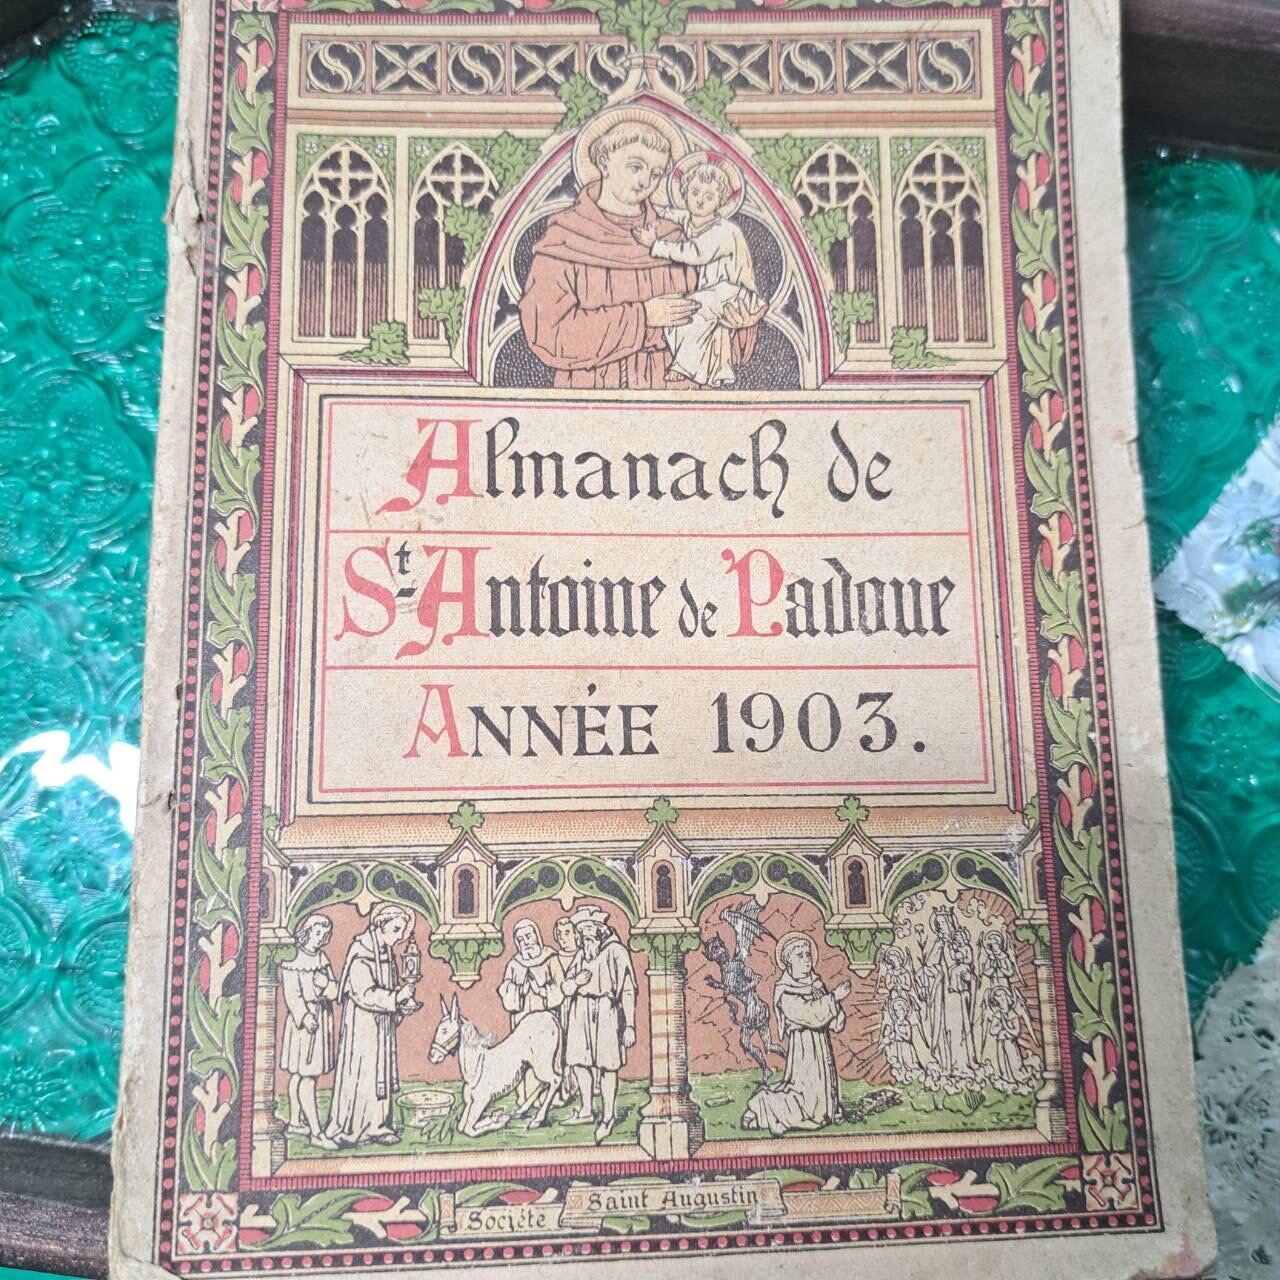 Almanach de
St-Antoine de Padoue
Année 1903.
Société Saint Augustin